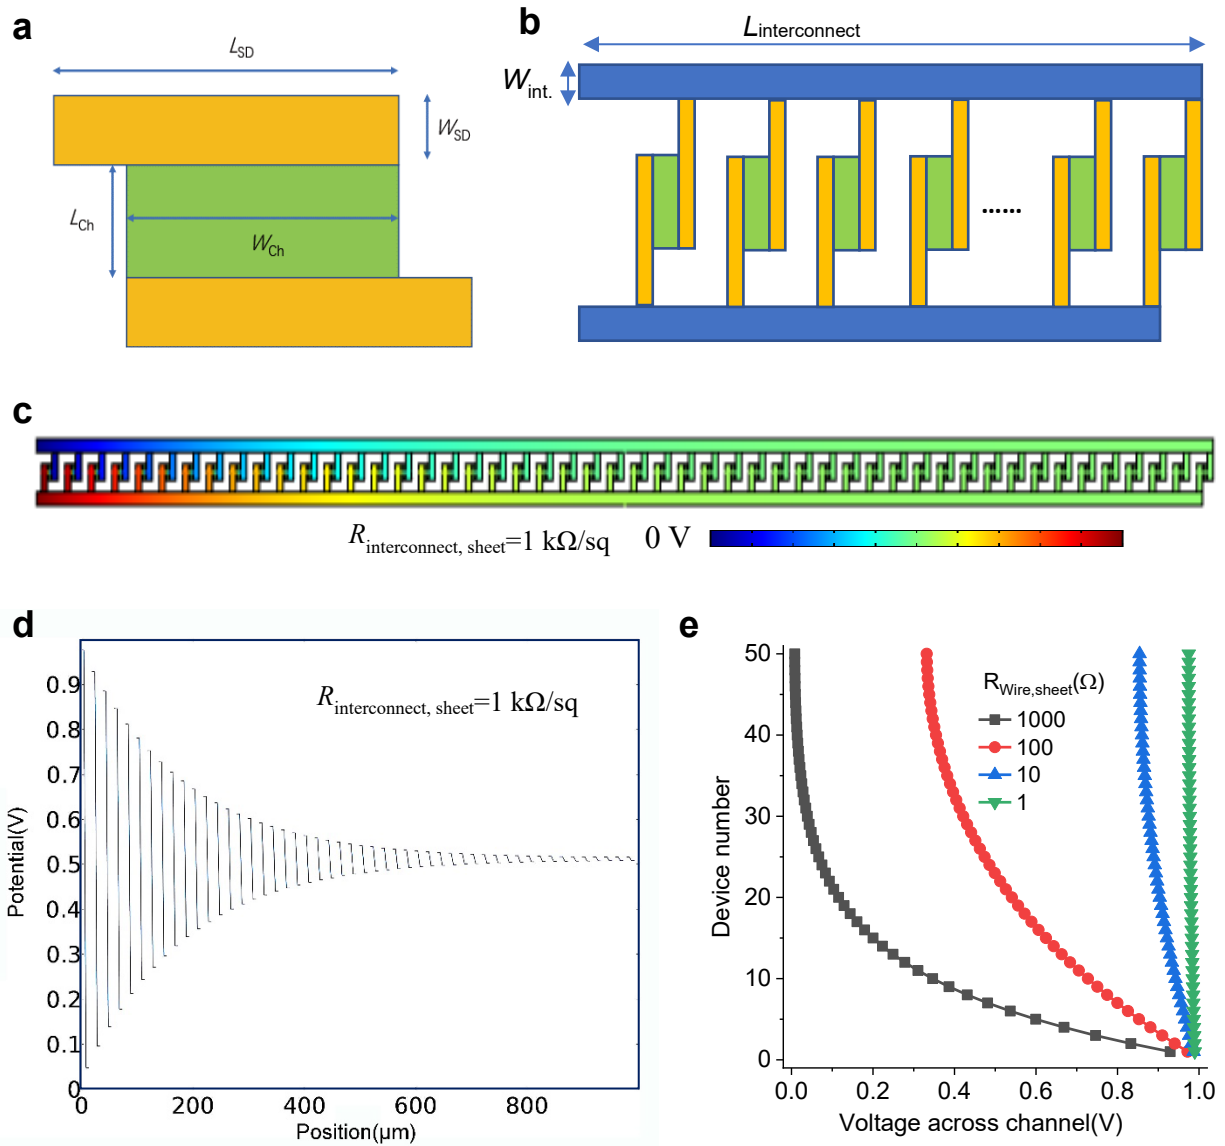 a
L_SD
W_SD
L_Ch
W_Ch
b
L_interconnect
W_int.
......
c
R_interconnect, sheet=1 kΩ/sq 0 V
d
R_interconnect, sheet=1 kΩ/sq
Potential(V)
0.9
0.8
0.7
0.6
0.5
0.4
0.3
0.2
0.1
0
0 200 400 600 800
Position(μm)
e
R_Wire,sheet(Ω)
1000
100
10
1
Device number
50
40
30
20
10
0
0.0 0.2 0.4 0.6 0.8 1.0
Voltage across channel(V)